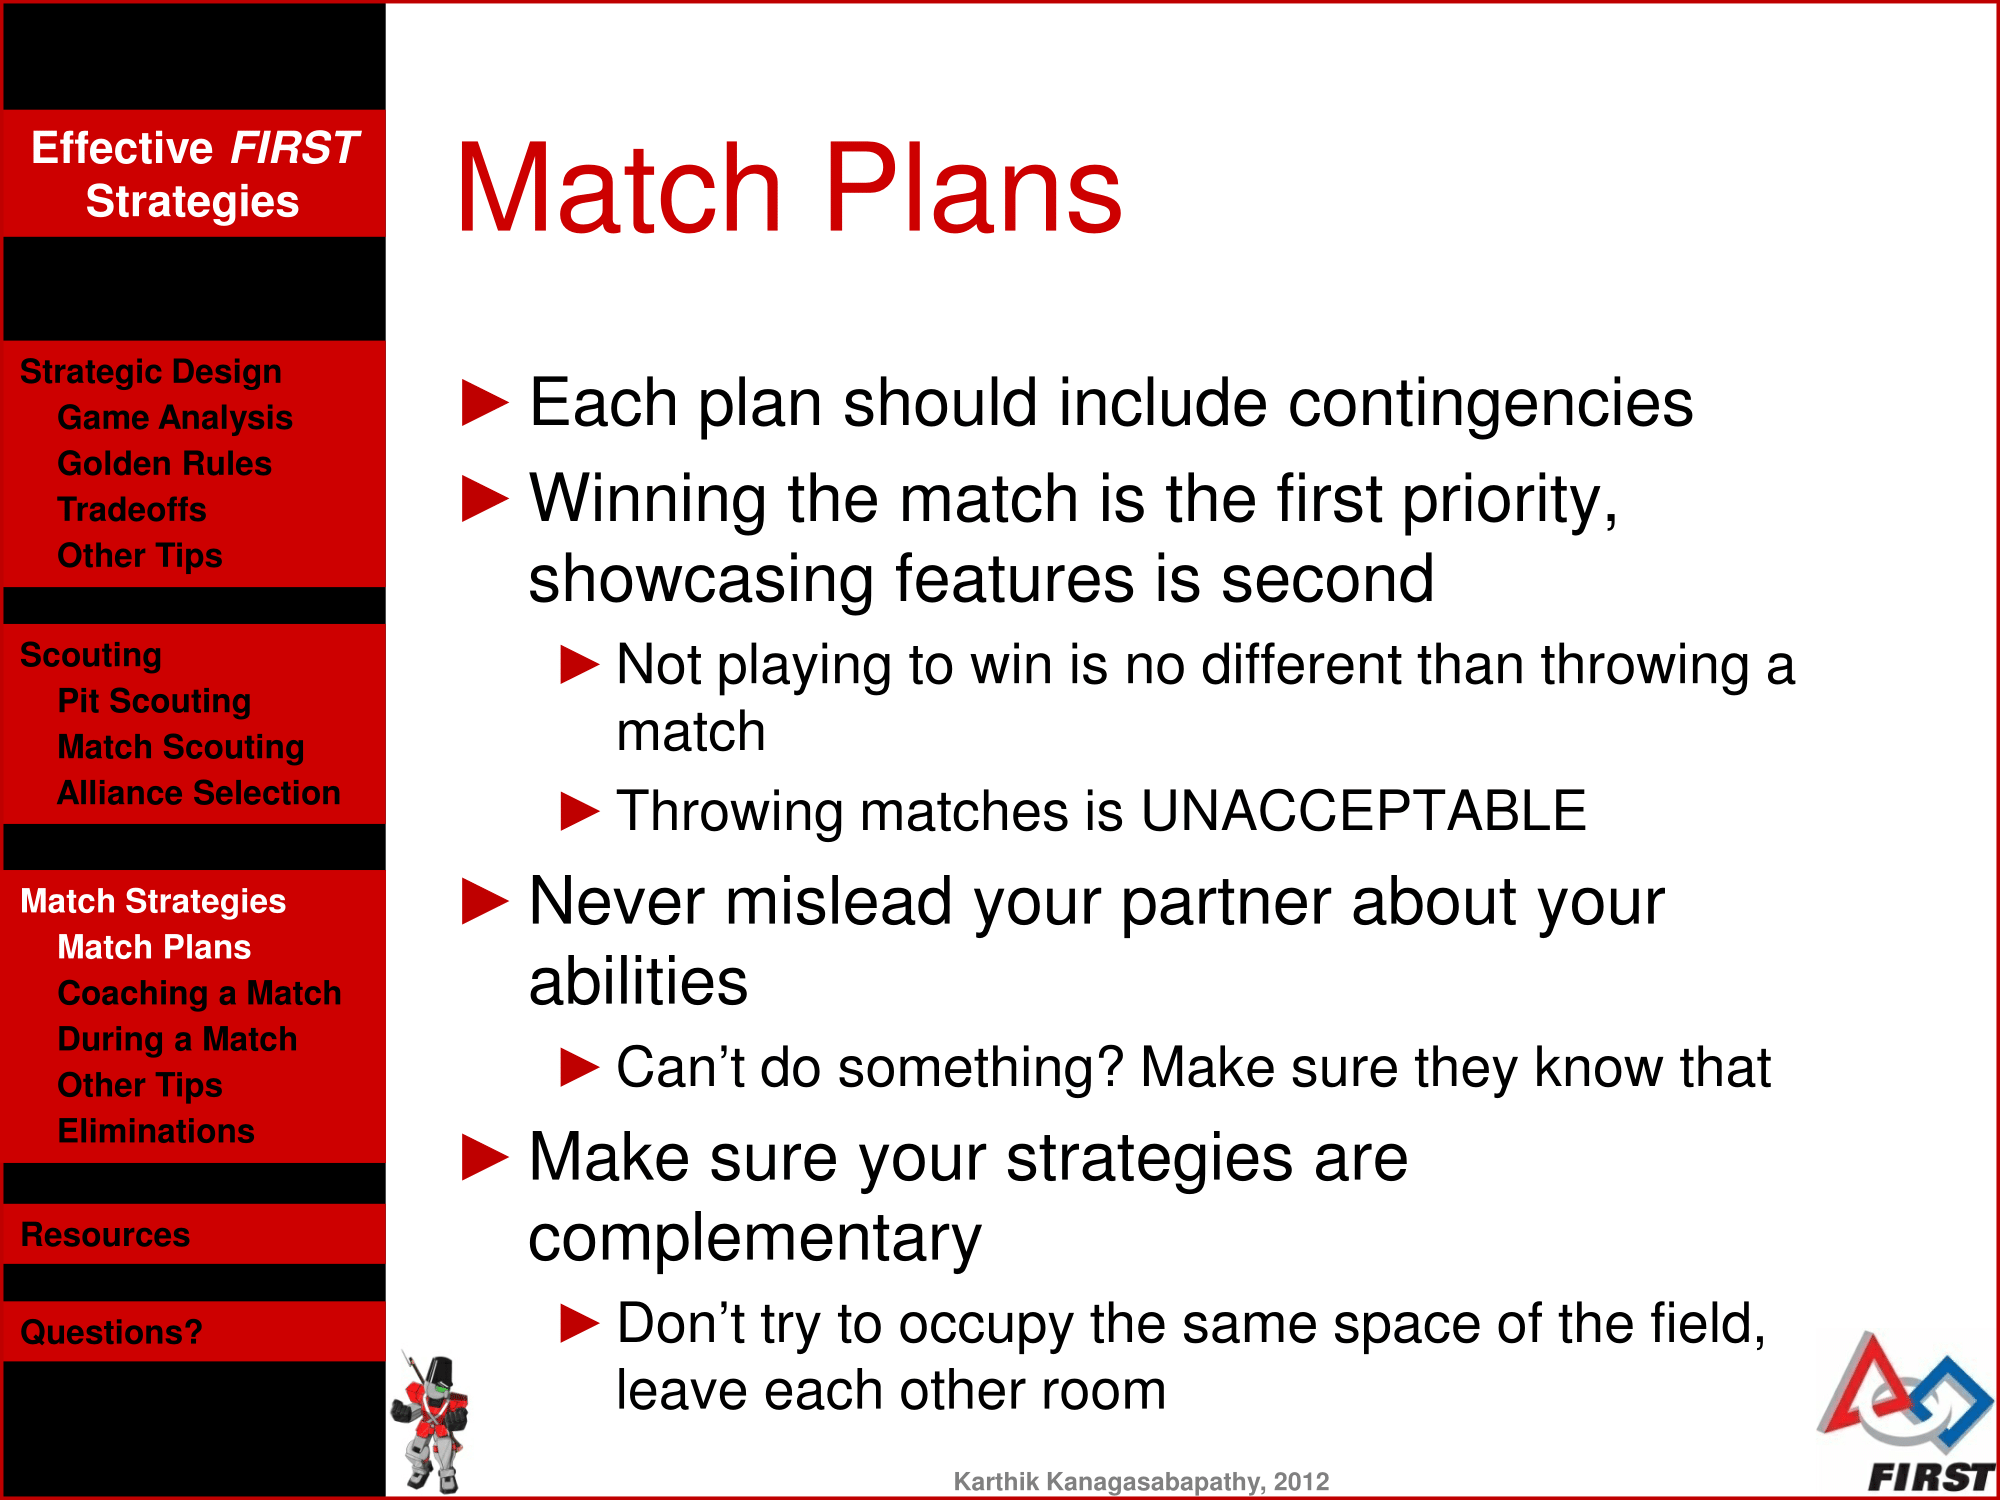 Effective FIRST
Strategies
Strategic Design
Game Analysis
Golden Rules
Tradeoffs
Other Tips
Scouting
Pit Scouting
Match Scouting
Alliance Selection
Match Strategies
Match Plans
Coaching a Match
During a Match
Other Tips
Eliminations
Resources
Questions?
Match Plans
Each plan should include contingencies
Winning the match is the first priority,
showcasing features is second
Not playing to win is no different than throwing a
match
Throwing matches is UNACCEPTABLE
Never mislead your partner about your
abilities
Can’t do something? Make sure they know that
Make sure your strategies are
complementary
Don’t try to occupy the same space of the field,
leave each other room
Karthik Kanagasabapathy, 2012
FIRST